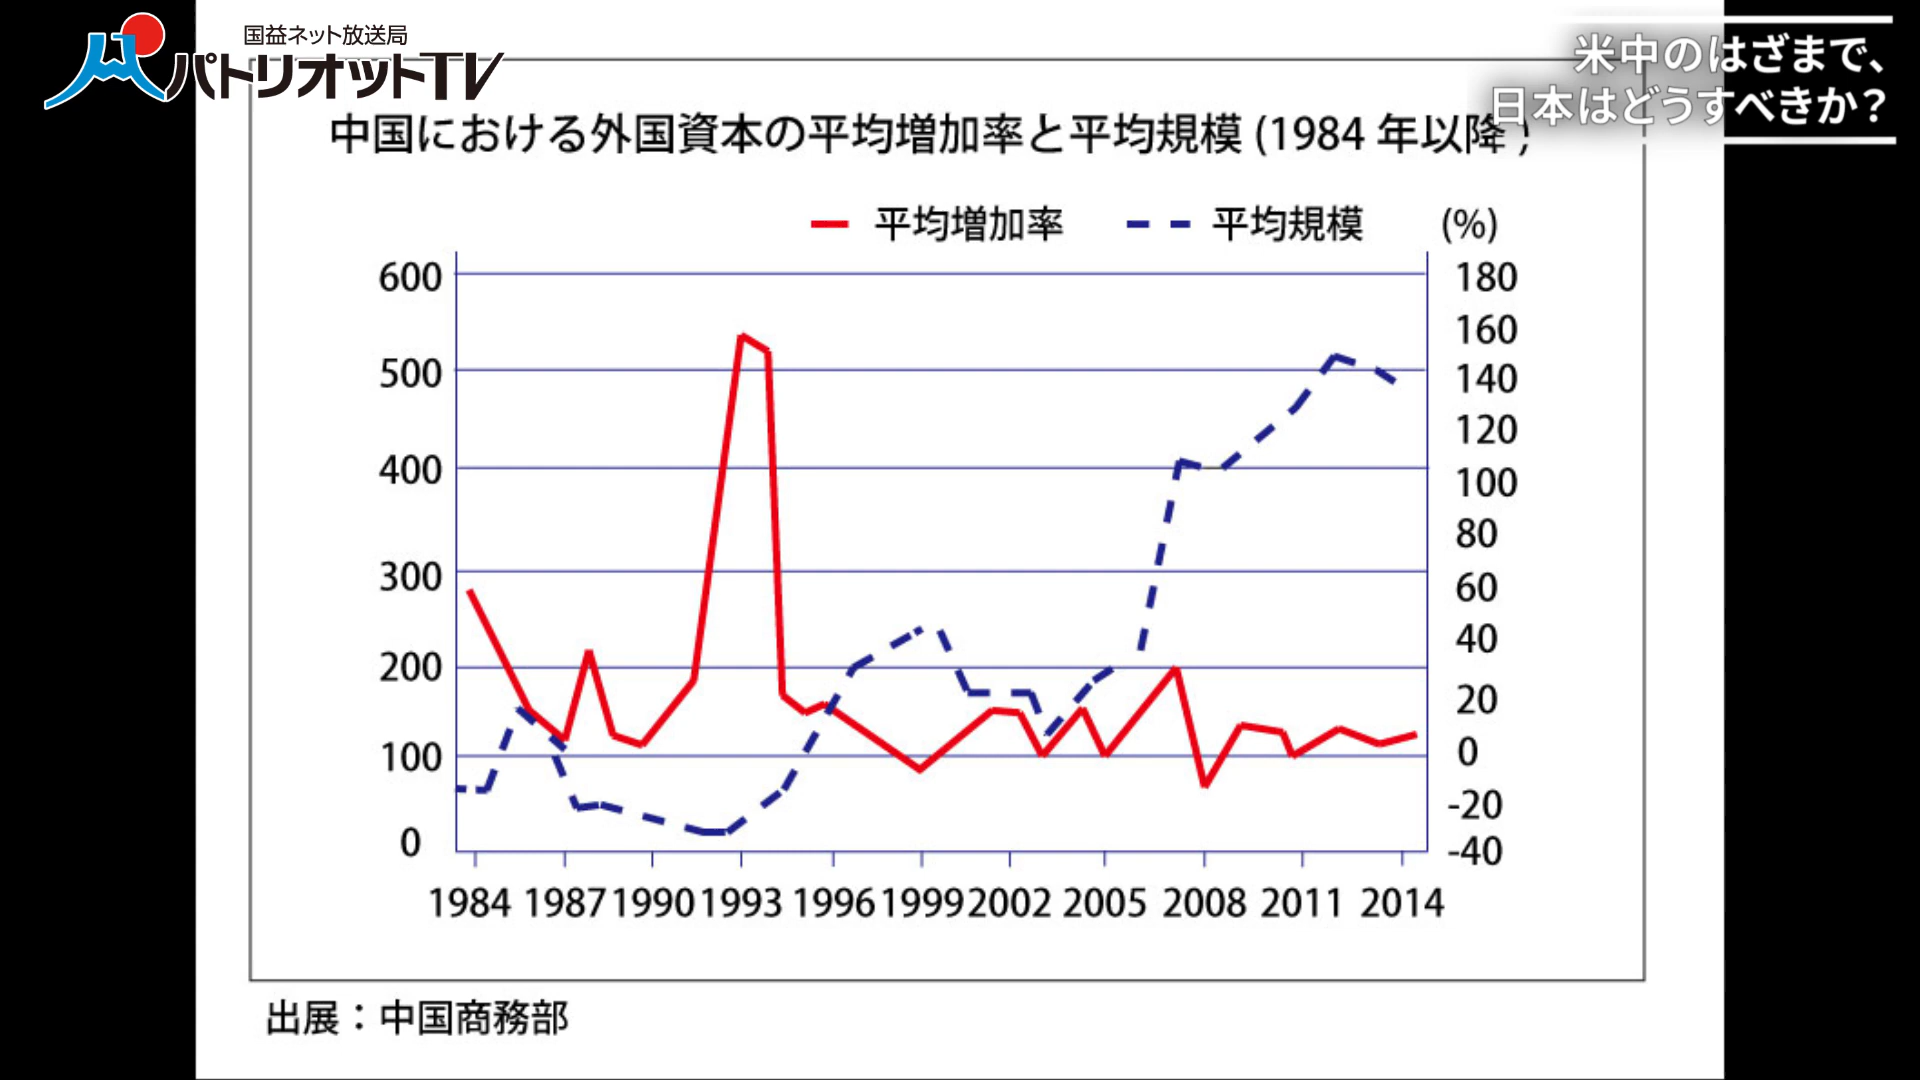 国益ネット放送局
パトリオットTV
米中のはざまで、
日本はどうすべきか？
中国における外国資本の平均増加率と平均規模 (1984 年以降 )
平均増加率 平均規模 (%)
600 180
160
500 140
120
400 100
80
300 60
40
200 20
100 0
-20
0 -40
1984 1987 1990 1993 1996 1999 2002 2005 2008 2011 2014
出展：中国商務部